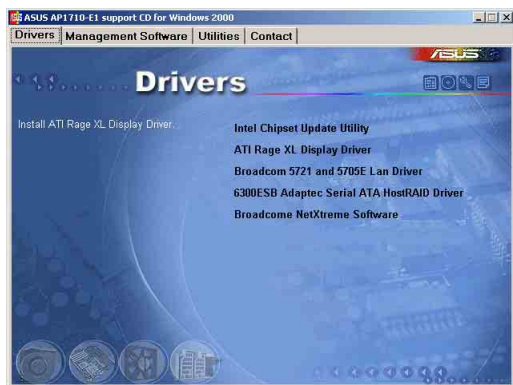 ASUS AP1710-E1 support CD for Windows 2000
Drivers Management Software Utilities Contact
ASUS
Drivers
Install ATI Rage XL Display Driver.
Intel Chipset Update Utility
ATI Rage XL Display Driver
Broadcom 5721 and 5705E Lan Driver
6300ESB Adaptec Serial ATA HostRAID Driver
Broadcome NetXtreme Software